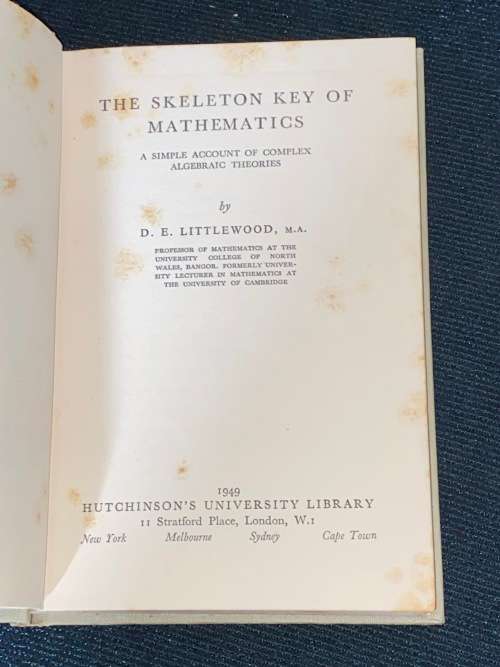 THE SKELETON KEY OF
MATHEMATICS
A SIMPLE ACCOUNT OF COMPLEX
ALGEBRAIC THEORIES
by
D. E. LITTLEWOOD, M.A.
PROFESSOR OF MATHEMATICS AT THE
UNIVERSITY COLLEGE OF NORTH
WALES, BANGOR. FORMERLY UNIVER-
SITY LECTURER IN MATHEMATICS AT
THE UNIVERSITY OF CAMBRIDGE
1949
HUTCHINSON'S UNIVERSITY LIBRARY
11 Stratford Place, London, W.1
New York Melbourne Sydney Cape Town